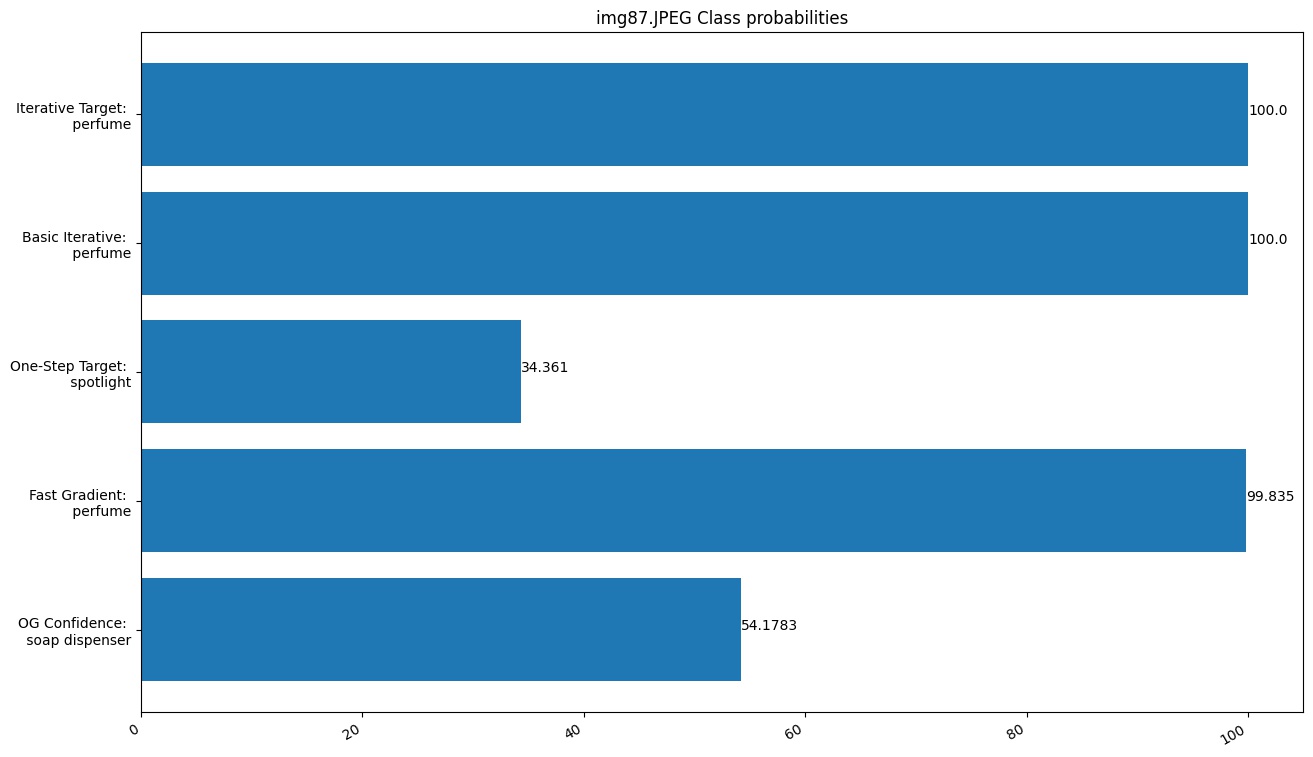 img87.JPEG Class probabilities
Iterative Target:
perfume
100.0
Basic Iterative:
perfume
100.0
One-Step Target:
spotlight
34.361
Fast Gradient:
perfume
99.835
OG Confidence:
soap dispenser
54.1783
0 20 40 60 80 100